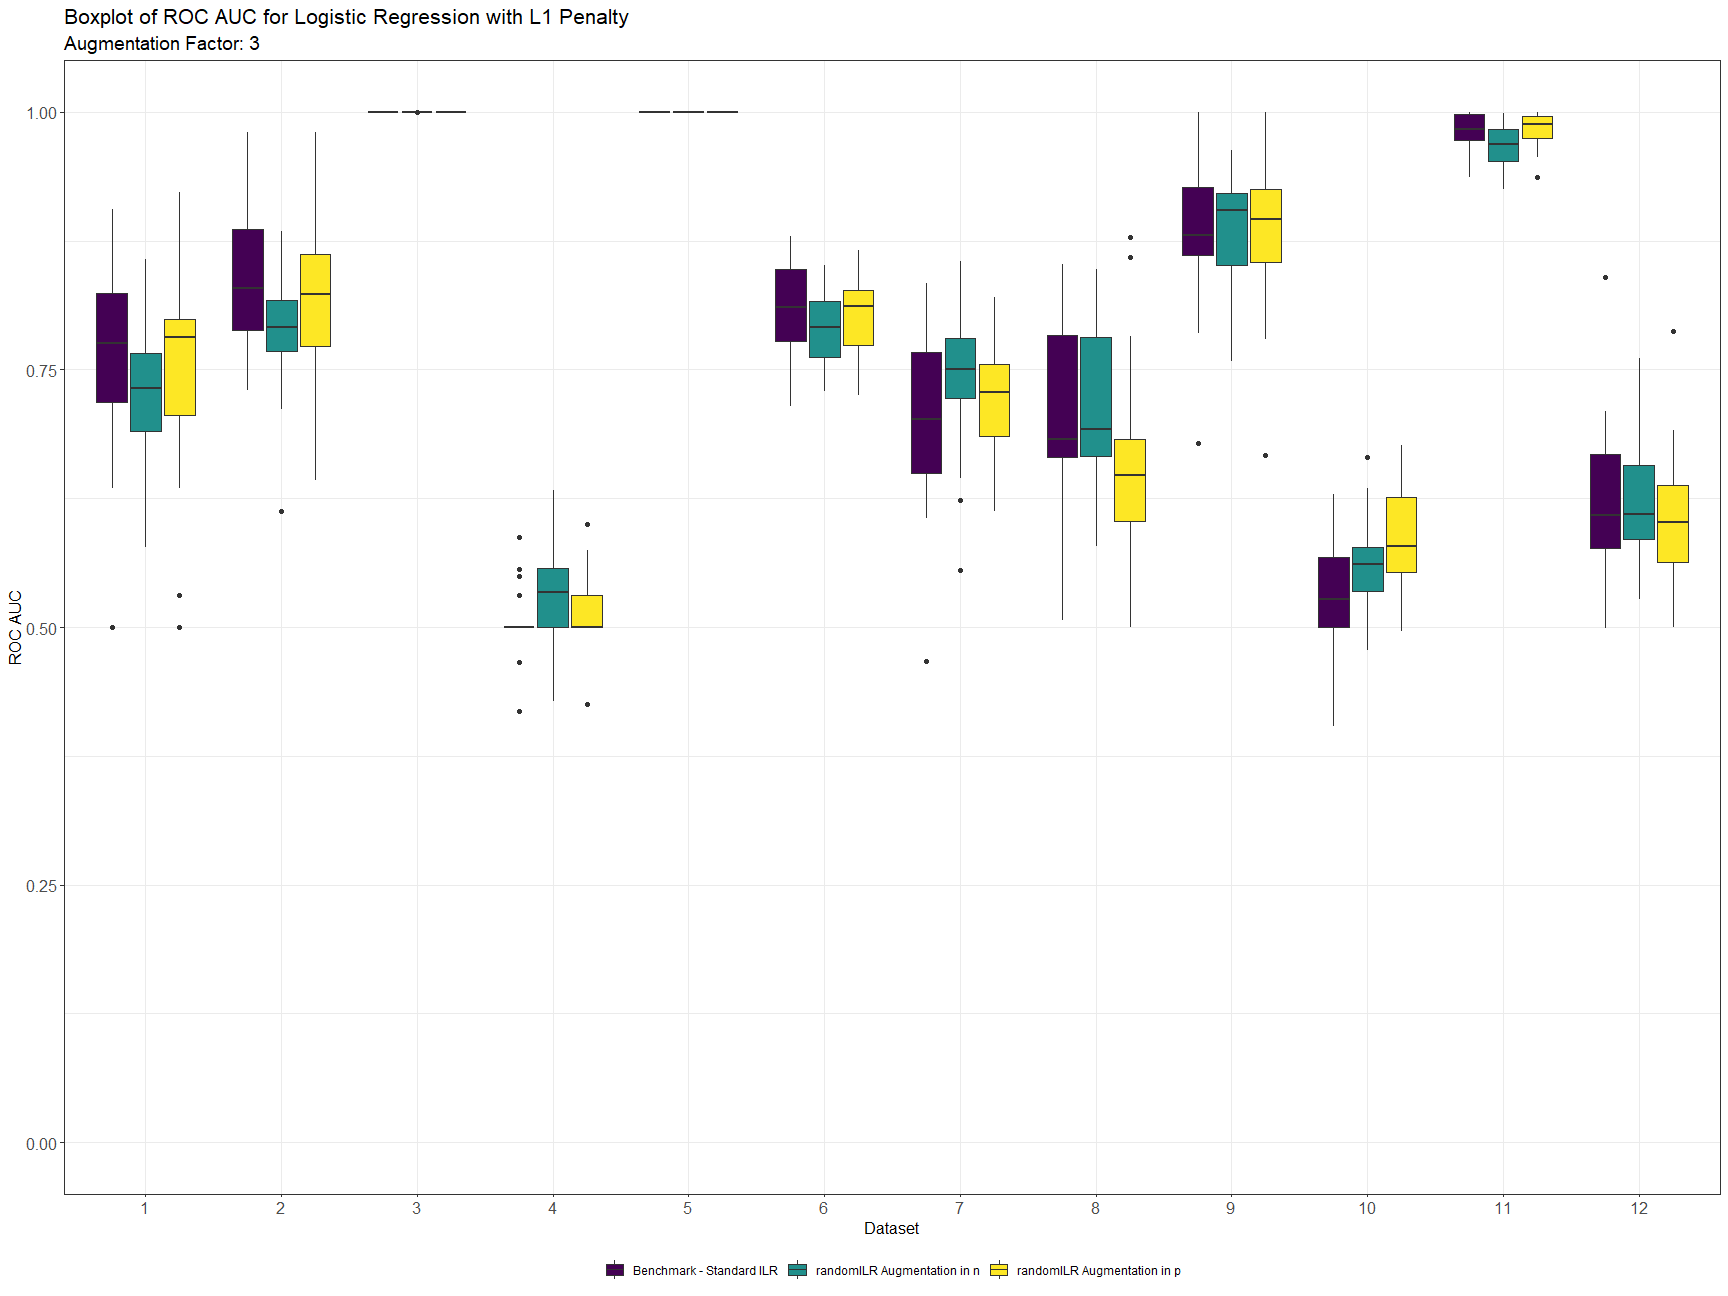 Boxplot of ROC AUC for Logistic Regression with L1 Penalty
Augmentation Factor: 3
ROC AUC
1.00
0.75
0.50
0.25
0.00
1 2 3 4 5 6 7 8 9 10 11 12
Dataset
Benchmark - Standard ILR randomILR Augmentation in n randomILR Augmentation in p